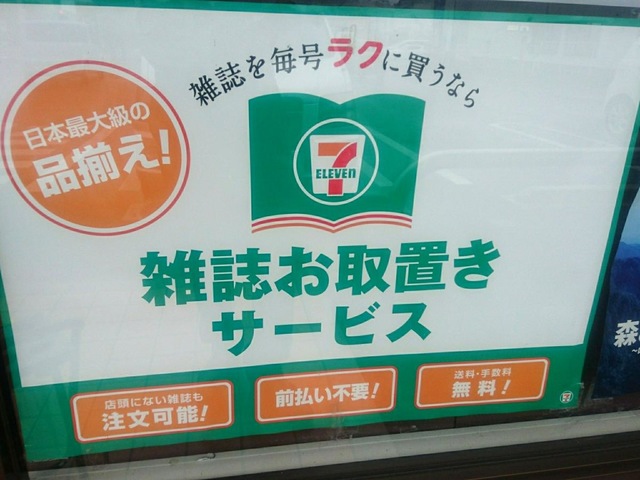 雑誌を毎号ラクに買うなら
日本最大級の
品揃え!
7
ELEVEn
雑誌お取置き
サービス
店頭にない雑誌も
注文可能!
前払い不要!
送料・手数料
無料!
森